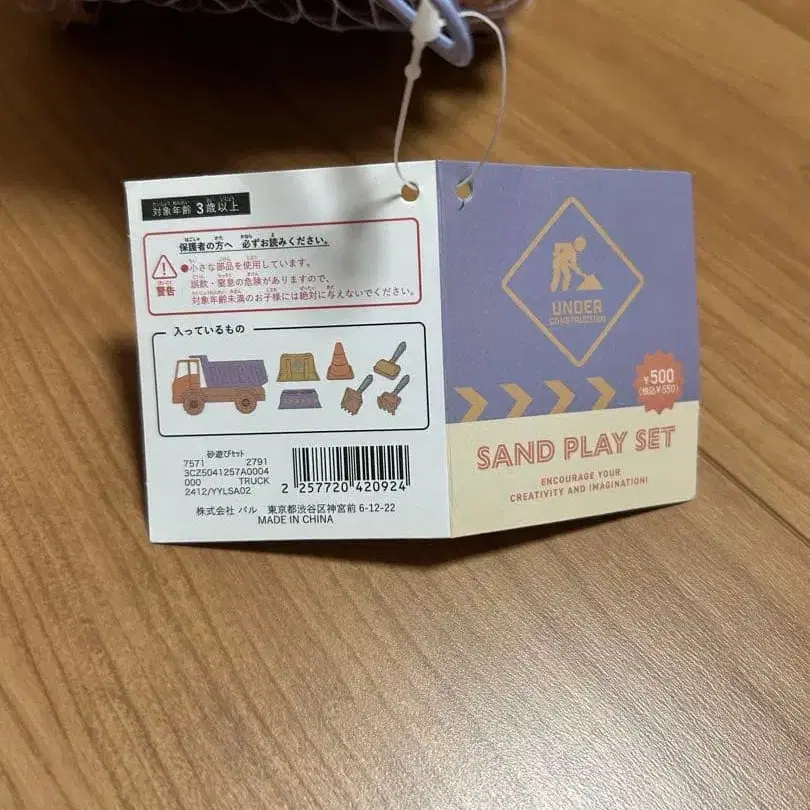 対象年齢 3歳以上
保護者の方へ 必ずお読みください。
警告
●小さな部品を使用しています。
誤飲・窒息の危険がありますので、
対象年齢未満のお子様には絶対に与えないでください。
入っているもの
砂遊びセット
7571 2791
3CZ5041257A0004
000 TRUCK
2412/YYLSA02
2 257720 420924
株式会社 パル 東京都渋谷区神宮前 6-12-22
MADE IN CHINA
UNDER
CONSTRUCTION
¥500
(税込¥550)
SAND PLAY SET
ENCOURAGE YOUR
CREATIVITY AND IMAGINATION!